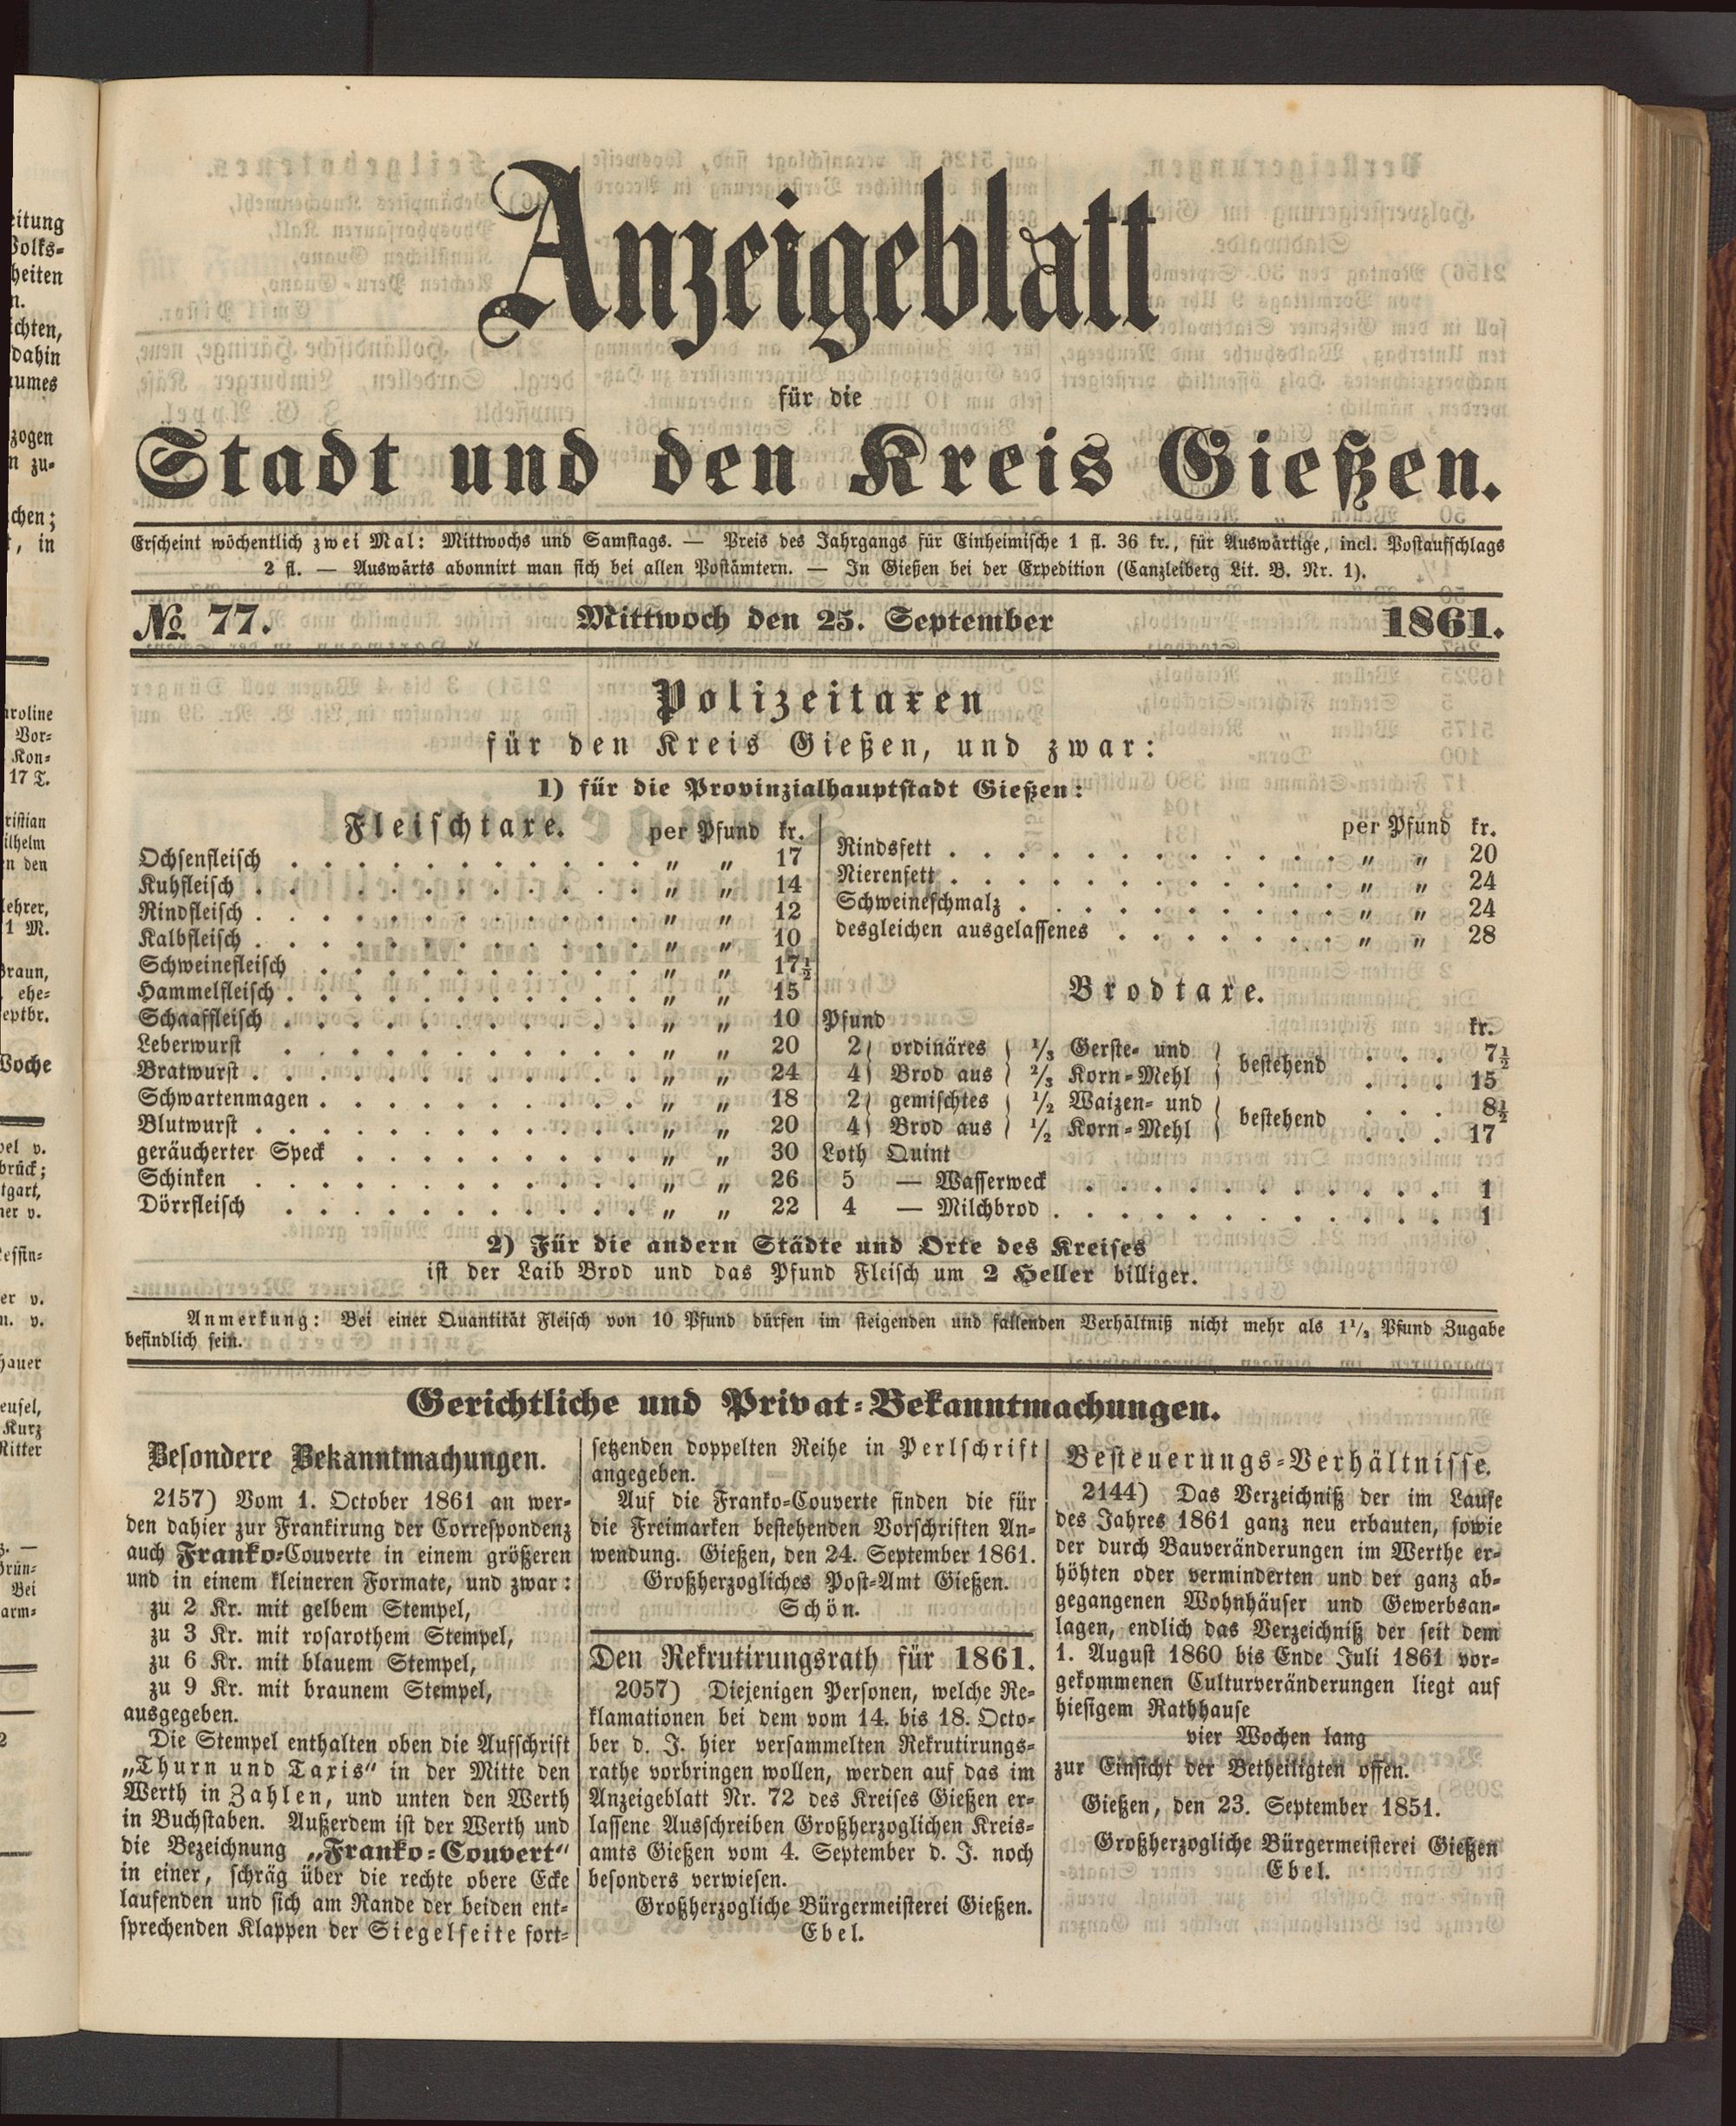 Anzeigeblatt
für die
Stadt und den Kreis Gießen.
Erscheint wöchentlich zwei Mal: Mittwochs und Samstags. — Preis des Jahrgangs für Einheimische 1 fl. 36 kr., für Auswärtige, incl. Postaufschlags
2 fl. — Auswärts abonnirt man sich bei allen Postämtern. — In Gießen bei der Expedition (Canzleiberg Lit. B. Nr. 1).
№ 77. Mittwoch den 25. September 1861.
Polizeitaxen
für den Kreis Gießen, und zwar:
1) für die Provinzialhauptstadt Gießen:
Fleischtaxe. per Pfund kr.
Ochsenfleisch . . . „ „ 17
Kuhfleisch . . . „ „ 14
Rindfleisch . . . „ „ 12
Kalbfleisch . . . „ „ 10
Schweinefleisch . . . „ „ 17½
Hammelfleisch . . . „ „ 15
Schaaffleisch . . . „ „ 10
Leberwurst . . . „ „ 20
Bratwurst . . . „ „ 24
Schwartenmagen . . . „ „ 18
Blutwurst . . . „ „ 20
geräucherter Speck . . . „ „ 30
Schinken . . . „ „ 26
Dörrfleisch . . . „ „ 22
per Pfund kr.
Rindsfett . . . „ „ 20
Nierenfett . . . „ „ 24
Schweineschmalz . . . „ „ 24
desgleichen ausgelassenes . . . „ „ 28
Brodtaxe.
Pfund kr.
2) ordinäres ( ⅓ Gerste- und ) bestehend . . . 7½
4) Brod aus ( ⅔ Korn-Mehl ) . . . 15
2) gemischtes ( ½ Waizen- und ) bestehend . . . 8½
4) Brod aus ( ½ Korn-Mehl ) . . . 17
Loth Quint
5 — Wasserweck . . . 1
4 — Milchbrod . . . 1
2) Für die andern Städte und Orte des Kreises
ist der Laib Brod und das Pfund Fleisch um 2 Heller billiger.
Anmerkung: Bei einer Quantität Fleisch von 10 Pfund dürfen im steigenden und fallenden Verhältniß nicht mehr als 1½ Pfund Zugabe
befindlich sein.
Gerichtliche und Privat-Bekanntmachungen.
Besondere Bekanntmachungen.
2157) Vom 1. October 1861 an wer-
den dahier zur Frankirung der Correspondenz
auch Franko-Couverte in einem größeren
und in einem kleineren Formate, und zwar:
zu 2 Kr. mit gelbem Stempel,
zu 3 Kr. mit rosarothem Stempel,
zu 6 Kr. mit blauem Stempel,
zu 9 Kr. mit braunem Stempel,
ausgegeben.
Die Stempel enthalten oben die Aufschrift
„Thurn und Taxis“ in der Mitte den
Werth in Zahlen, und unten den Werth
in Buchstaben. Außerdem ist der Werth und
die Bezeichnung „Franko-Couvert“
in einer, schräg über die rechte obere Ecke
laufenden und sich am Rande der beiden ent-
sprechenden Klappen der Siegelseite fort-
setzenden doppelten Reihe in Perlschrift
angegeben.
Auf die Franko-Couverte finden die für
die Freimarken bestehenden Vorschriften An-
wendung. Gießen, den 24. September 1861.
Großherzogliches Post-Amt Gießen.
Schön.
Den Rekrutirungsrath für 1861.
2057) Diejenigen Personen, welche Re-
klamationen bei dem vom 14. bis 18. Octo-
ber d. J. hier versammelten Rekrutirungs-
rathe vorbringen wollen, werden auf das im
Anzeigeblatt Nr. 72 des Kreises Gießen er-
lassene Ausschreiben Großherzoglichen Kreis-
amts Gießen vom 4. September d. J. noch
besonders verwiesen.
Großherzogliche Bürgermeisterei Gießen.
Ebel.
Besteuerungs-Verhältnisse.
2144) Das Verzeichniß der im Laufe
des Jahres 1861 ganz neu erbauten, sowie
der durch Bauveränderungen im Werthe er-
höhten oder verminderten und der ganz ab-
gegangenen Wohnhäuser und Gewerbsan-
lagen, endlich das Verzeichniß der seit dem
1. August 1860 bis Ende Juli 1861 vor-
gekommenen Culturveränderungen liegt auf
hiesigem Rathhause
vier Wochen lang
zur Einsicht der Betheiligten offen.
Gießen, den 23. September 1851.
Großherzogliche Bürgermeisterei Gießen
Ebel.